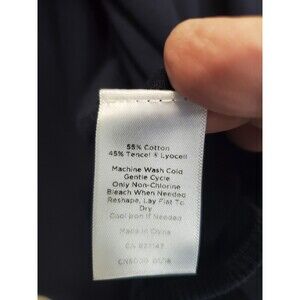 55% Cotton
45% Tencel ® Lyocell
Machine Wash Cold
Gentle Cycle
Only Non-Chlorine
Bleach When Needed
Reshape, Lay Flat To
Dry
Cool Iron If Needed
Made in China